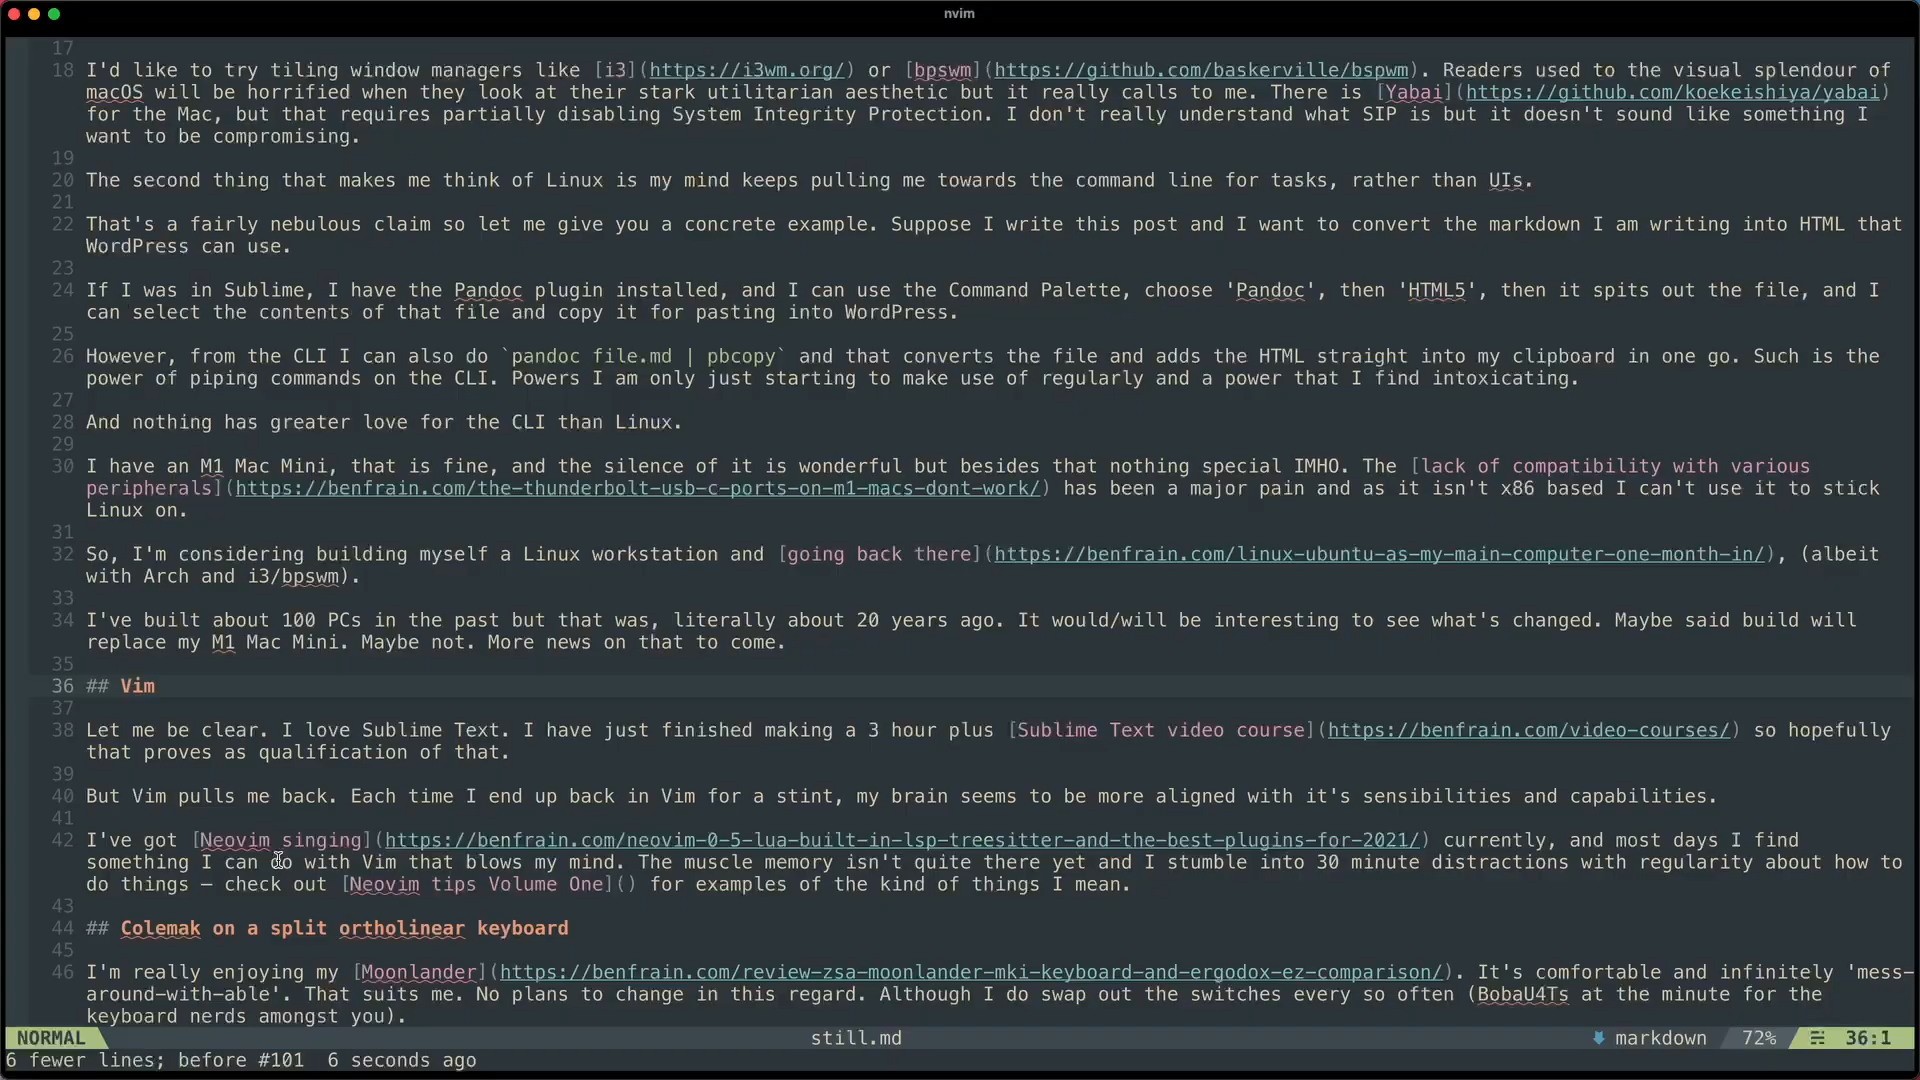 nvim
17
18 I'd like to try tiling window managers like [i3](https://i3wm.org/) or [bpswm](https://github.com/baskerville/bspwm). Readers used to the visual splendour of
macOS will be horrified when they look at their stark utilitarian aesthetic but it really calls to me. There is [Yabai](https://github.com/koekeishiya/yabai)
for the Mac, but that requires partially disabling System Integrity Protection. I don't really understand what SIP is but it doesn't sound like something I
want to be compromising.
19
20 The second thing that makes me think of Linux is my mind keeps pulling me towards the command line for tasks, rather than UIs.
21
22 That's a fairly nebulous claim so let me give you a concrete example. Suppose I write this post and I want to convert the markdown I am writing into HTML that
WordPress can use.
23
24 If I was in Sublime, I have the Pandoc plugin installed, and I can use the Command Palette, choose 'Pandoc', then 'HTML5', then it spits out the file, and I
can select the contents of that file and copy it for pasting into WordPress.
25
26 However, from the CLI I can also do `pandoc file.md | pbcopy` and that converts the file and adds the HTML straight into my clipboard in one go. Such is the
power of piping commands on the CLI. Powers I am only just starting to make use of regularly and a power that I find intoxicating.
27
28 And nothing has greater love for the CLI than Linux.
29
30 I have an M1 Mac Mini, that is fine, and the silence of it is wonderful but besides that nothing special IMHO. The [lack of compatibility with various
peripherals](https://benfrain.com/the-thunderbolt-usb-c-ports-on-m1-macs-dont-work/) has been a major pain and as it isn't x86 based I can't use it to stick
Linux on.
31
32 So, I'm considering building myself a Linux workstation and [going back there](https://benfrain.com/linux-ubuntu-as-my-main-computer-one-month-in/), (albeit
with Arch and i3/bpswm).
33
34 I've built about 100 PCs in the past but that was, literally about 20 years ago. It would/will be interesting to see what's changed. Maybe said build will
replace my M1 Mac Mini. Maybe not. More news on that to come.
35
36 ## Vim
37
38 Let me be clear. I love Sublime Text. I have just finished making a 3 hour plus [Sublime Text video course](https://benfrain.com/video-courses/) so hopefully
that proves as qualification of that.
39
40 But Vim pulls me back. Each time I end up back in Vim for a stint, my brain seems to be more aligned with it's sensibilities and capabilities.
41
42 I've got [Neovim singing](https://benfrain.com/neovim-0-5-lua-built-in-lsp-treesitter-and-the-best-plugins-for-2021/) currently, and most days I find
something I can do with Vim that blows my mind. The muscle memory isn't quite there yet and I stumble into 30 minute distractions with regularity about how to
do things – check out [Neovim tips Volume One]() for examples of the kind of things I mean.
43
44 ## Colemak on a split ortholinear keyboard
45
46 I'm really enjoying my [Moonlander](https://benfrain.com/review-zsa-moonlander-mki-keyboard-and-ergodox-ez-comparison/). It's comfortable and infinitely 'mess-
around-with-able'. That suits me. No plans to change in this regard. Although I do swap out the switches every so often (BobaU4Ts at the minute for the
keyboard nerds amongst you).
NORMAL still.md markdown 72% 36:1
6 fewer lines; before #101 6 seconds ago